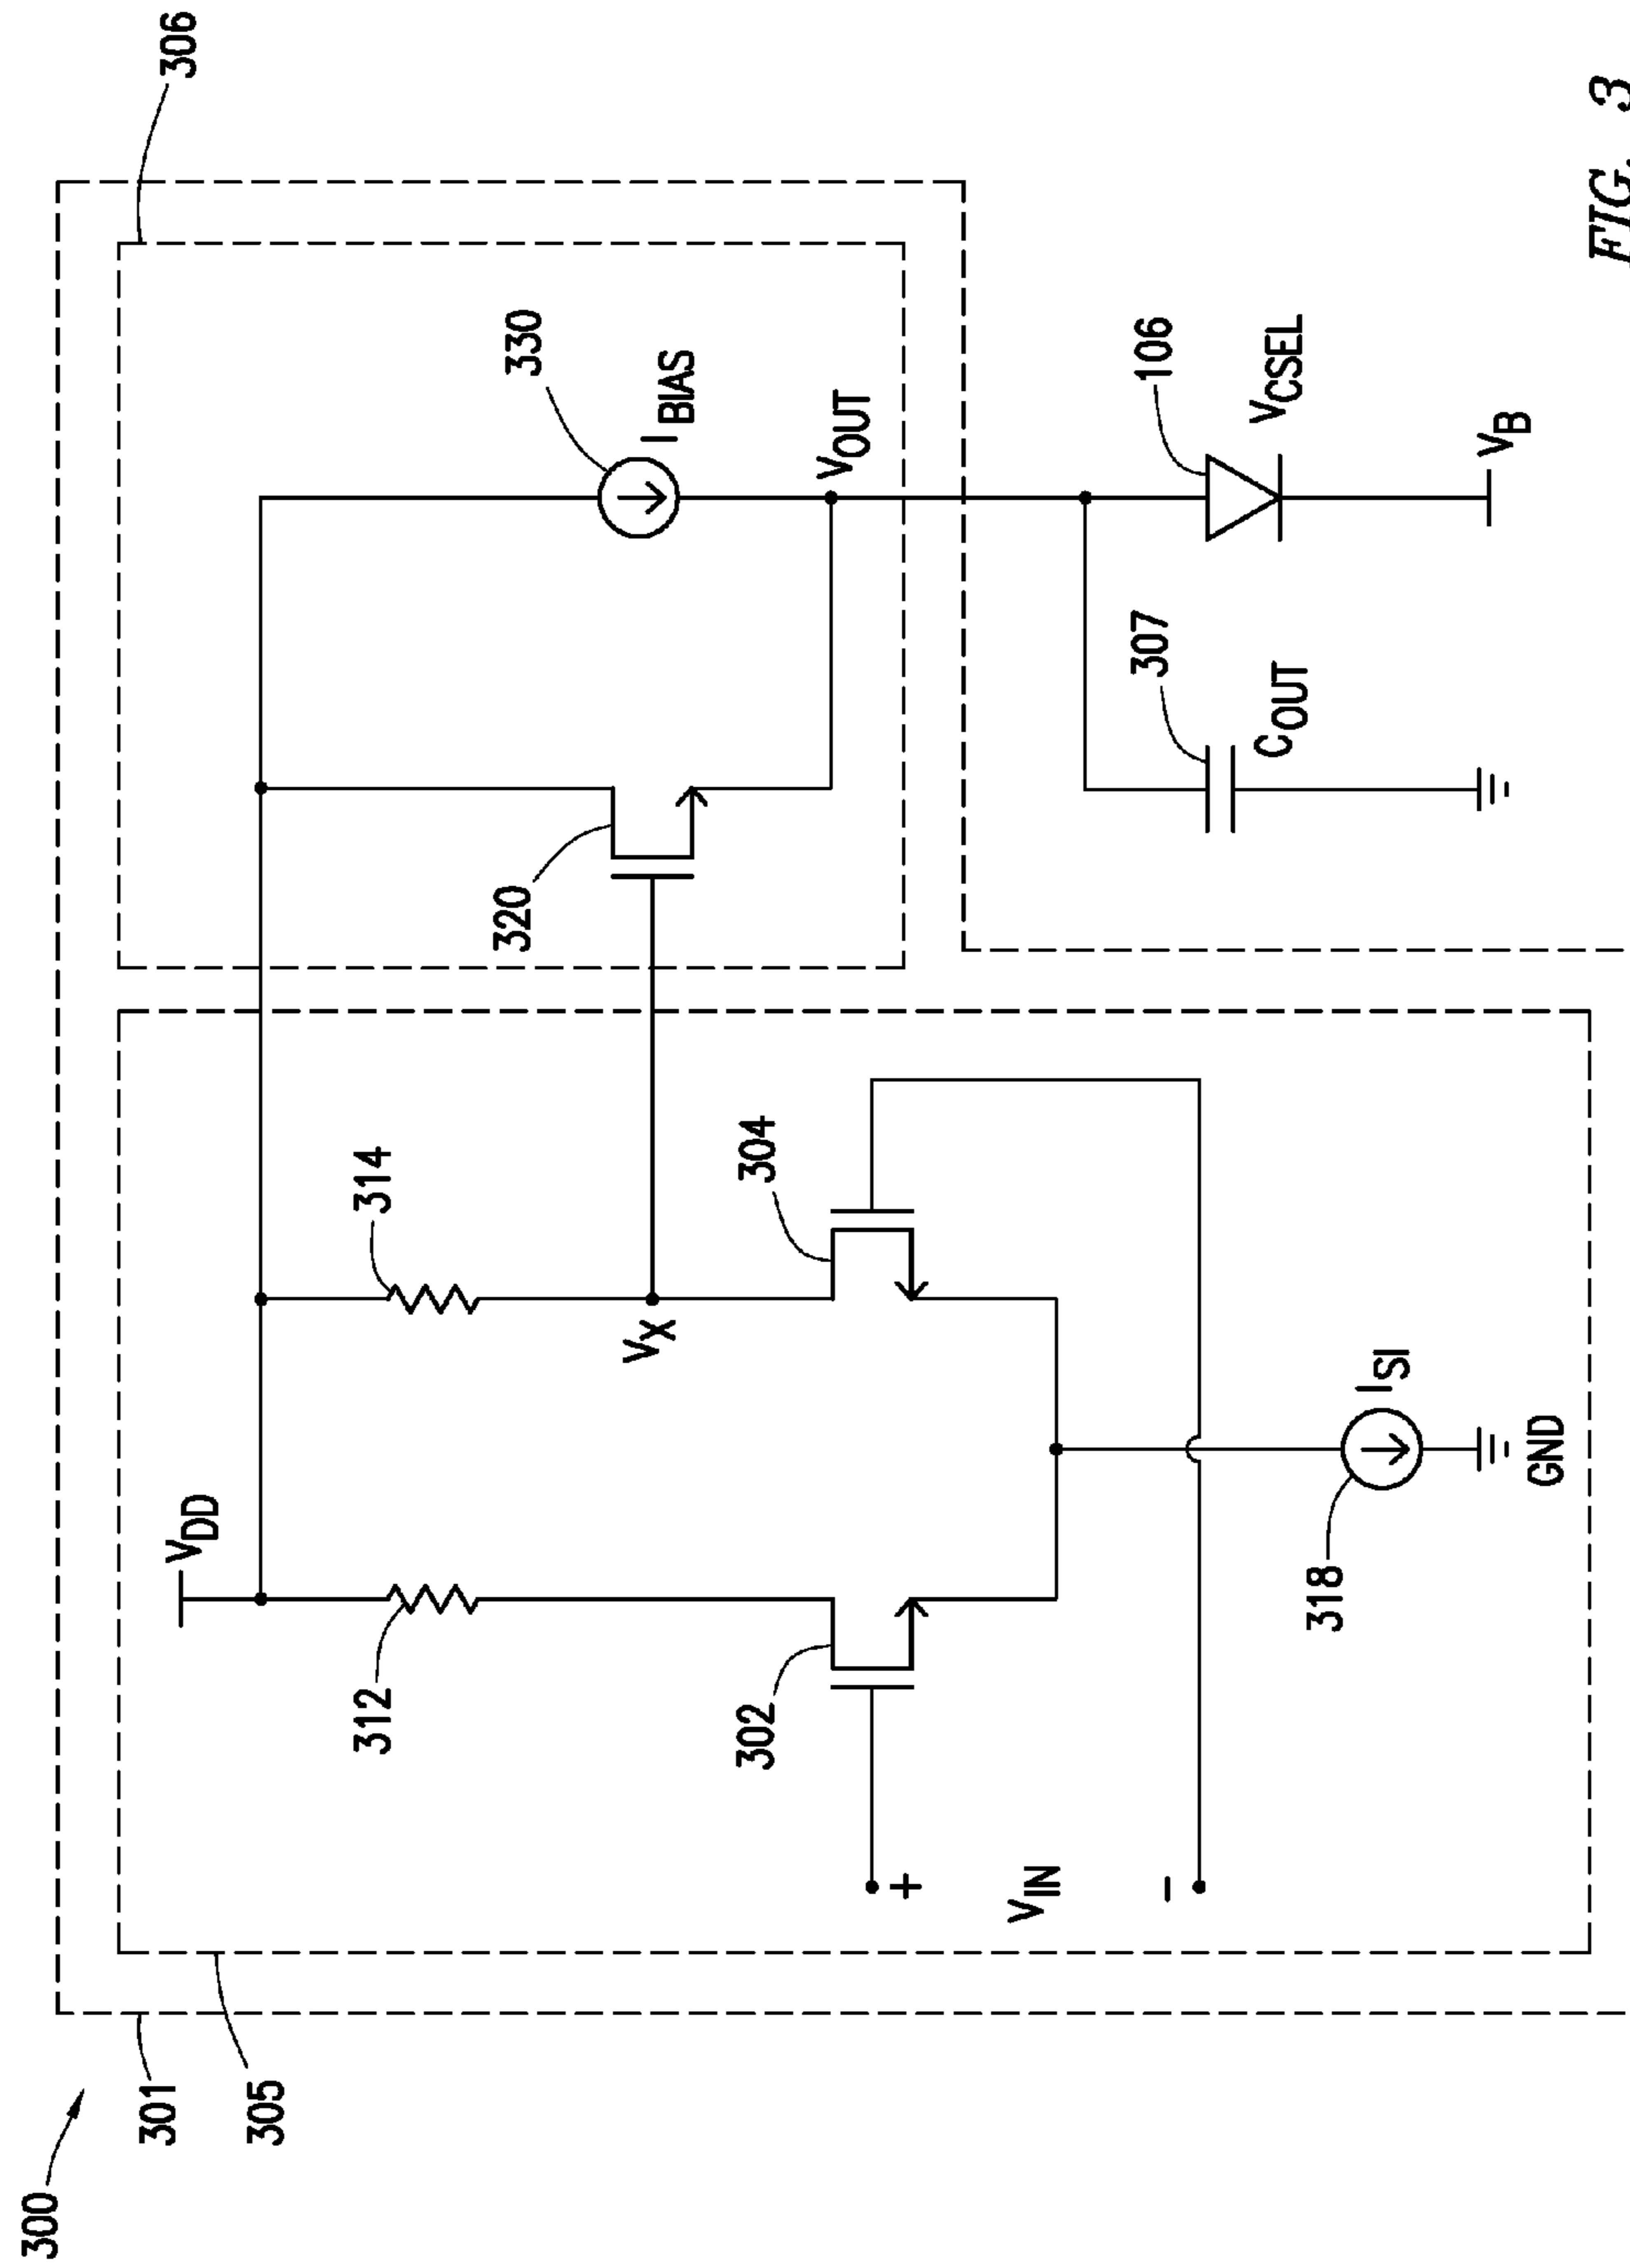 300
301
305
306
V_DD
312
314
330
I_BIAS
320
V_X
V_OUT
302
304
+
V_IN
-
106
V_CSEL
307
C_OUT
318
I_SI
GND
V_B
FIG. 3